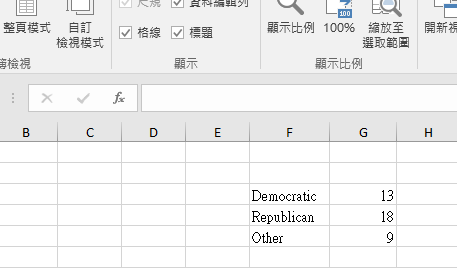 尺規 資料編輯列
整頁模式 自訂
檢視模式
格線 標題
顯示比例 100% 縮放至
選取範圍
開新視
簿檢視 顯示 顯示比例
fx
B C D E F G H
Democratic 13
Republican 18
Other 9